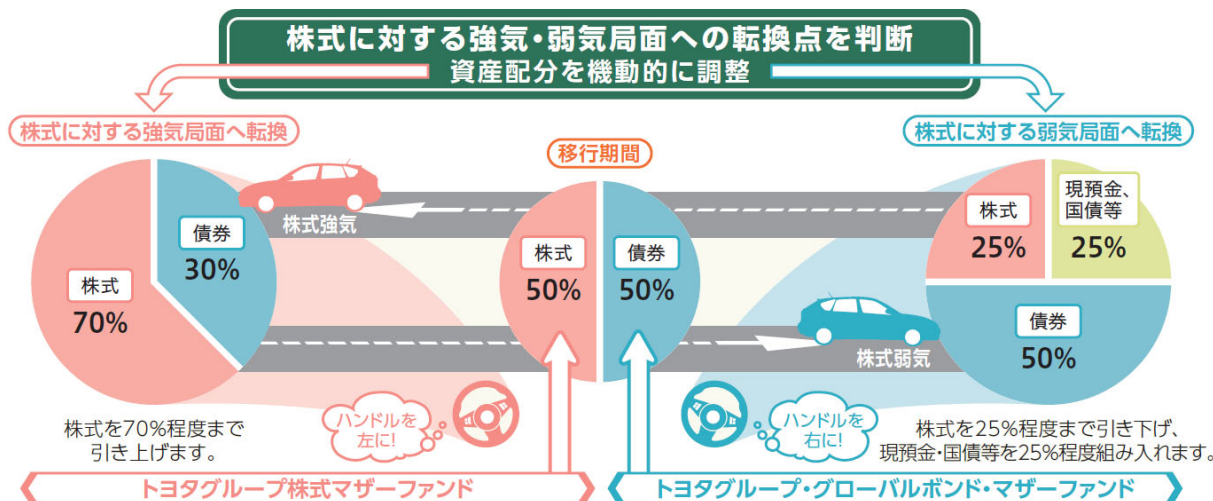 株式に対する強気・弱気局面への転換点を判断
資産配分を機動的に調整
株式に対する強気局面へ転換
株式に対する弱気局面へ転換
移行期間
債券
30%
株式
70%
株式強気
株式
50%
債券
50%
株式
25%
現預金、
国債等
25%
債券
50%
株式弱気
株式を70%程度まで
引き上げます。
ハンドルを
左に!
ハンドルを
右に!
株式を25%程度まで引き下げ、
現預金・国債等を25%程度組み入れます。
トヨタグループ株式マザーファンド
トヨタグループ・グローバルボンド・マザーファンド